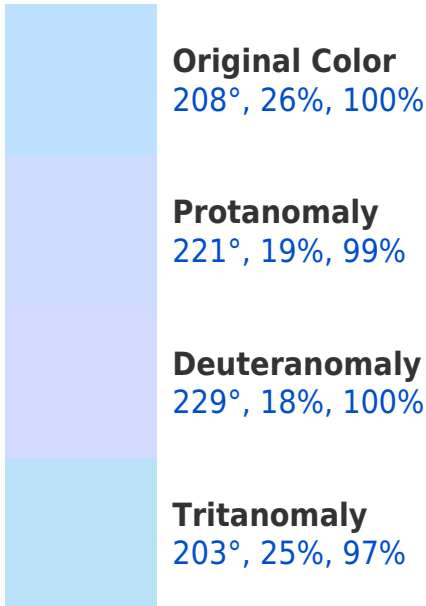 Original Color
208°, 26%, 100%
Protanomaly
221°, 19%, 99%
Deuteranomaly
229°, 18%, 100%
Tritanomaly
203°, 25%, 97%